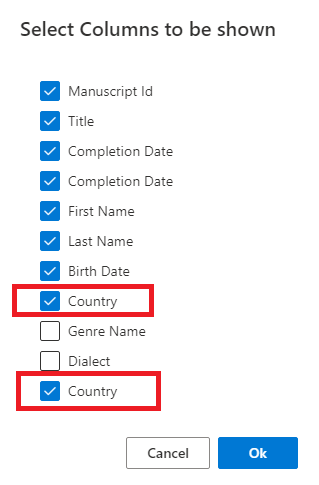 Select Columns to be shown
Manuscript Id
Title
Completion Date
Completion Date
First Name
Last Name
Birth Date
Country
Genre Name
Dialect
Country
Cancel Ok